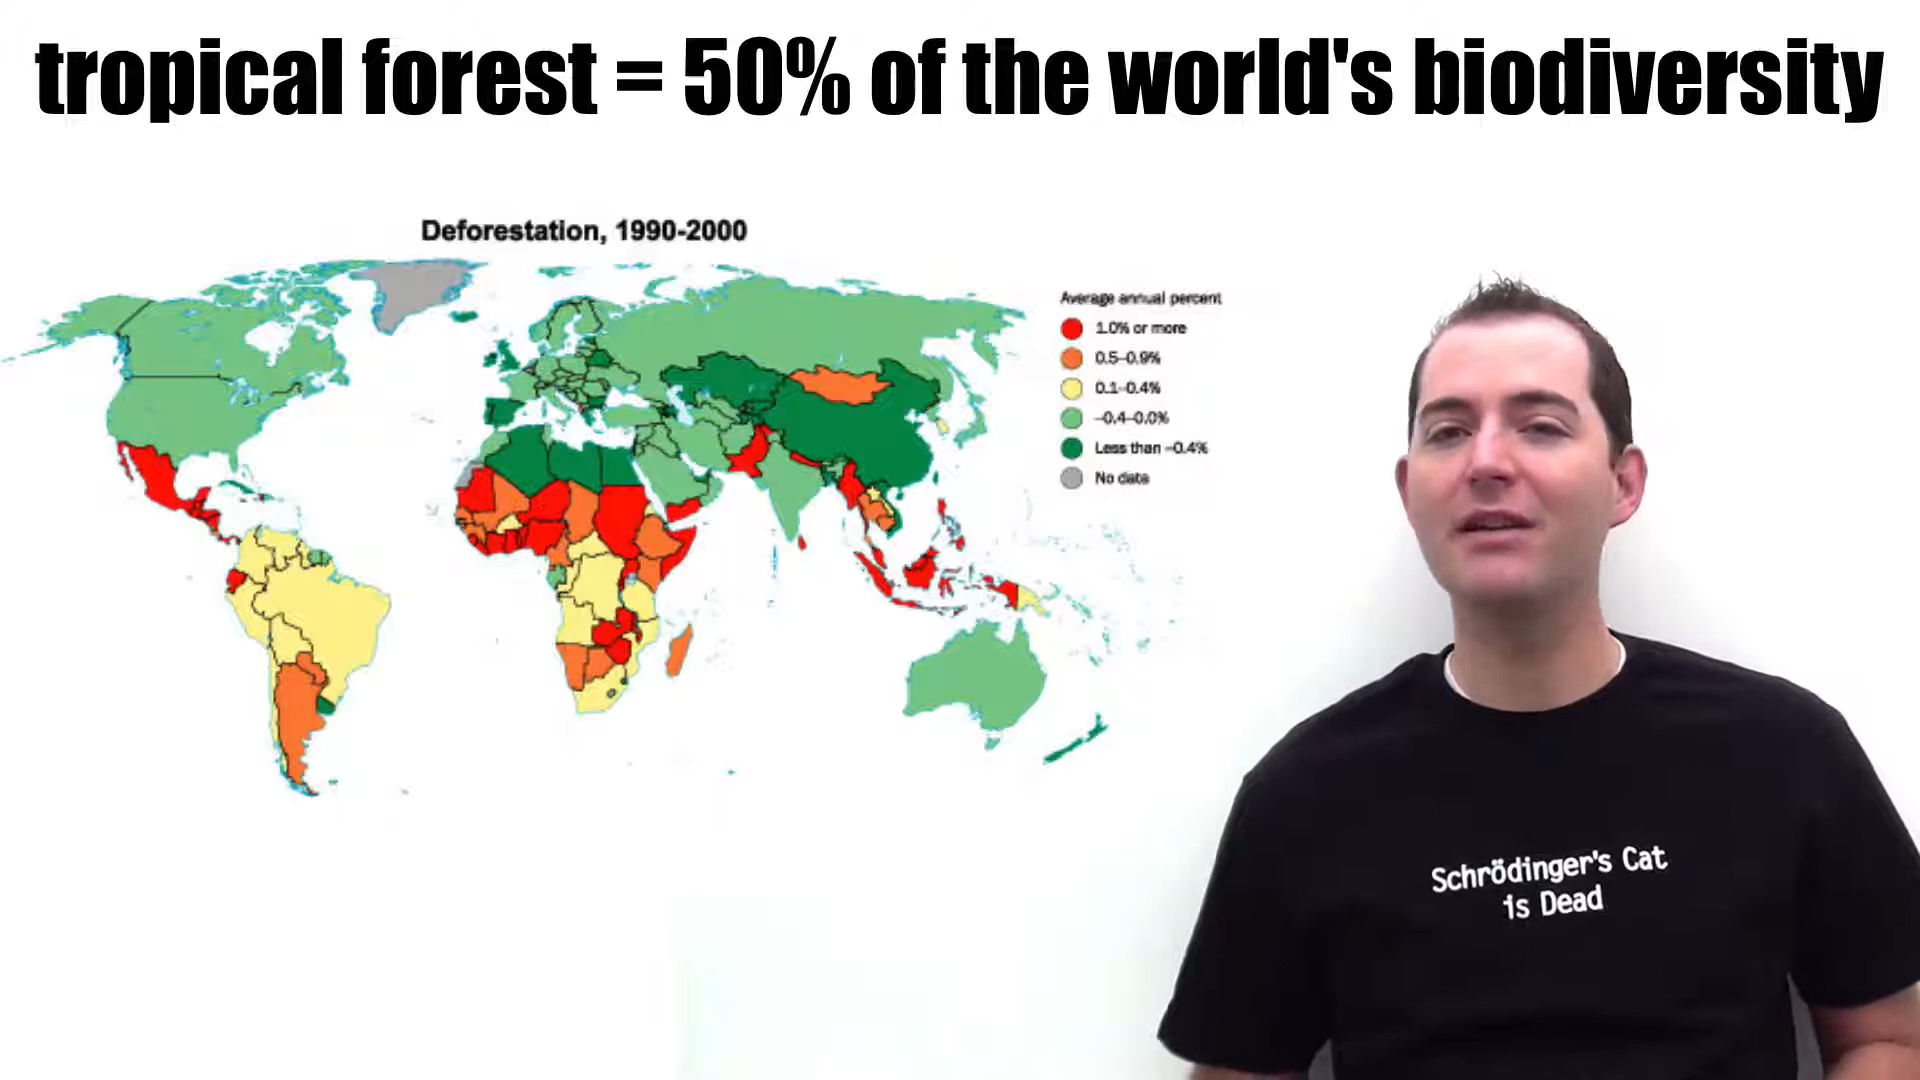 tropical forest = 50% of the world's biodiversity
Deforestation, 1990-2000
Average annual percent
1.0% or more
0.5–0.9%
0.1–0.4%
–0.4–0.0%
Less than –0.4%
No data
Schrödinger's Cat
is Dead